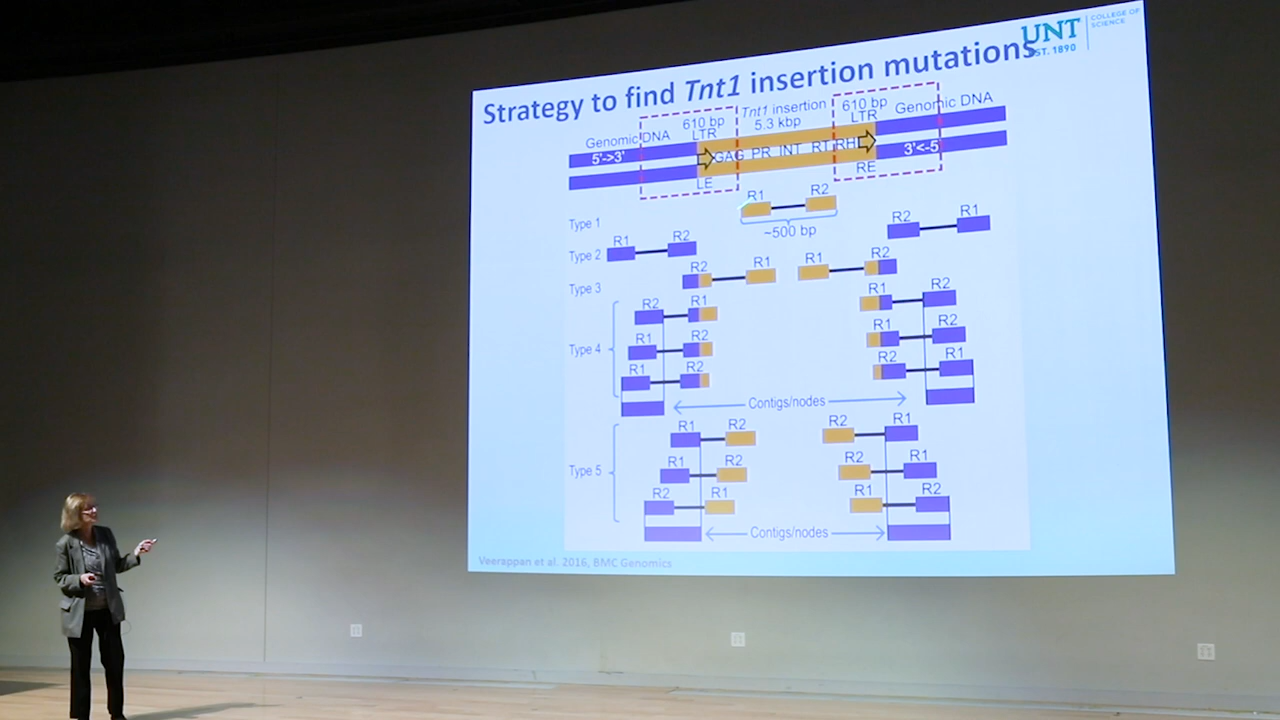 UNT
EST. 1890
COLLEGE OF
SCIENCE
Strategy to find Tnt1 insertion mutations
Genomic DNA
610 bp
LTR
Tnt1 insertion
5.3 kbp
610 bp
LTR
Genomic DNA
5'->3'
GAG PR INT RT RH
3'<-5'
LE
RE
Type 1
R1 R2
~500 bp
R2 R1
Type 2
R1 R2
R2 R1
R1 R2
Type 3
R1 R2
R2 R1
Type 4
R1 R2
R1 R2
R1 R2
R2 R1
Contigs/nodes
R1 R2
R2 R1
R1 R2
R2 R1
Type 5
R2 R1
R1 R2
Contigs/nodes
Veerappan et al. 2016, BMC Genomics